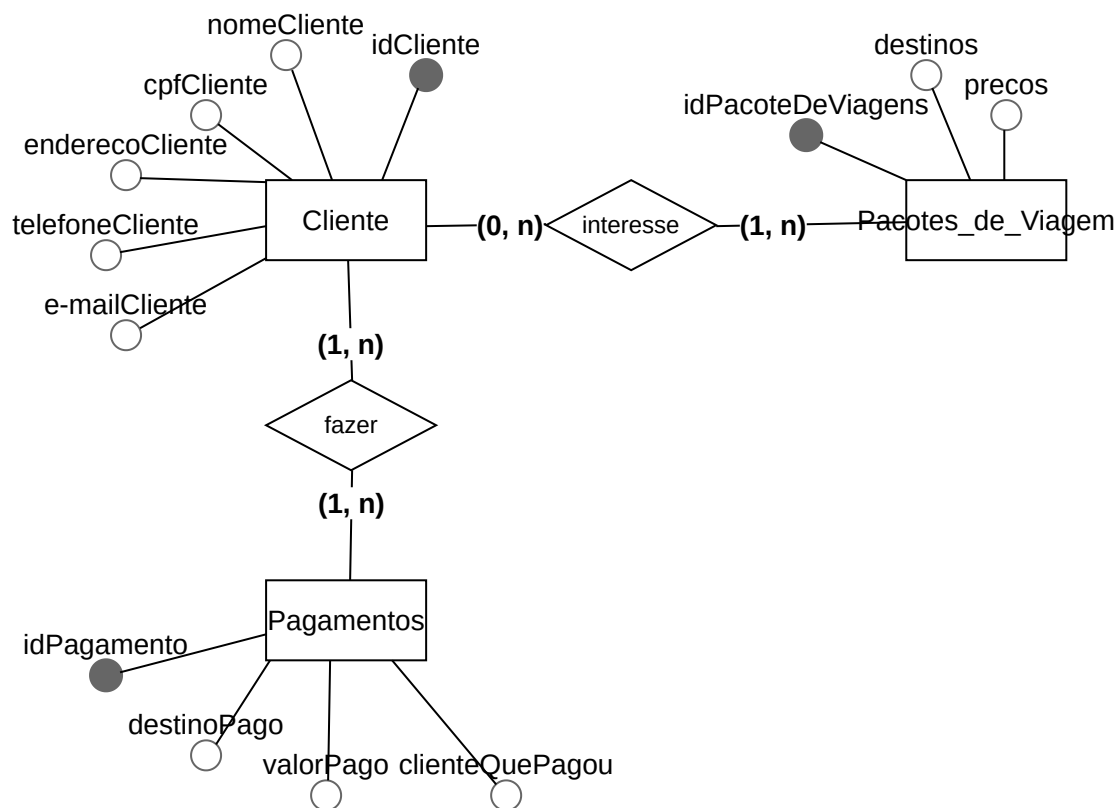 nomeCliente
idCliente
destinos
cpfCliente
precos
idPacoteDeViagens
enderecoCliente
telefoneCliente
Cliente
(0, n)
interesse
(1, n)
Pacotes_de_Viagem
e-mailCliente
(1, n)
fazer
(1, n)
Pagamentos
idPagamento
destinoPago
valorPago
clienteQuePagou